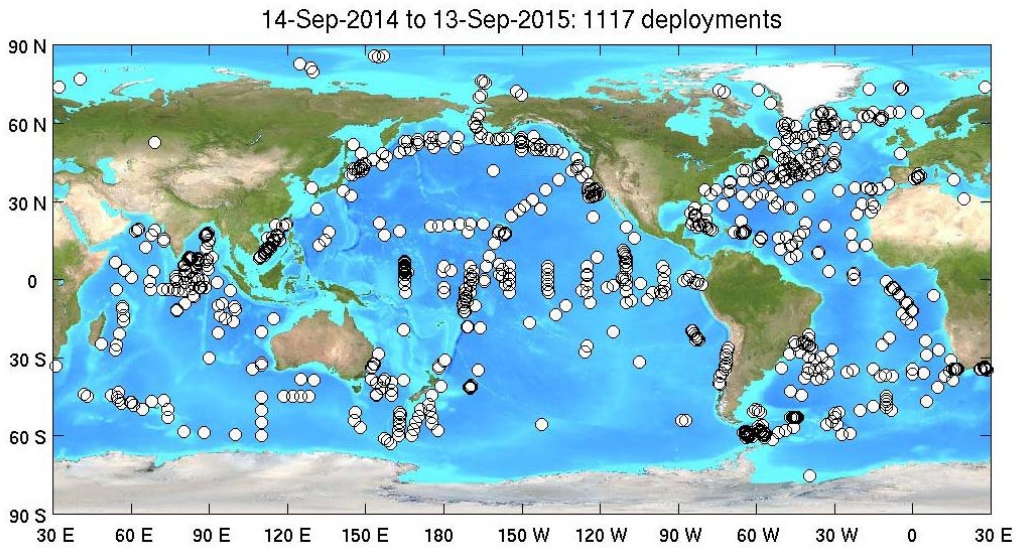 14-Sep-2014 to 13-Sep-2015: 1117 deployments
90 N
60 N
30 N
0
30 S
60 S
90 S
30 E 60 E 90 E 120 E 150 E 180 150 W 120 W 90 W 60 W 30 W 0 30 E